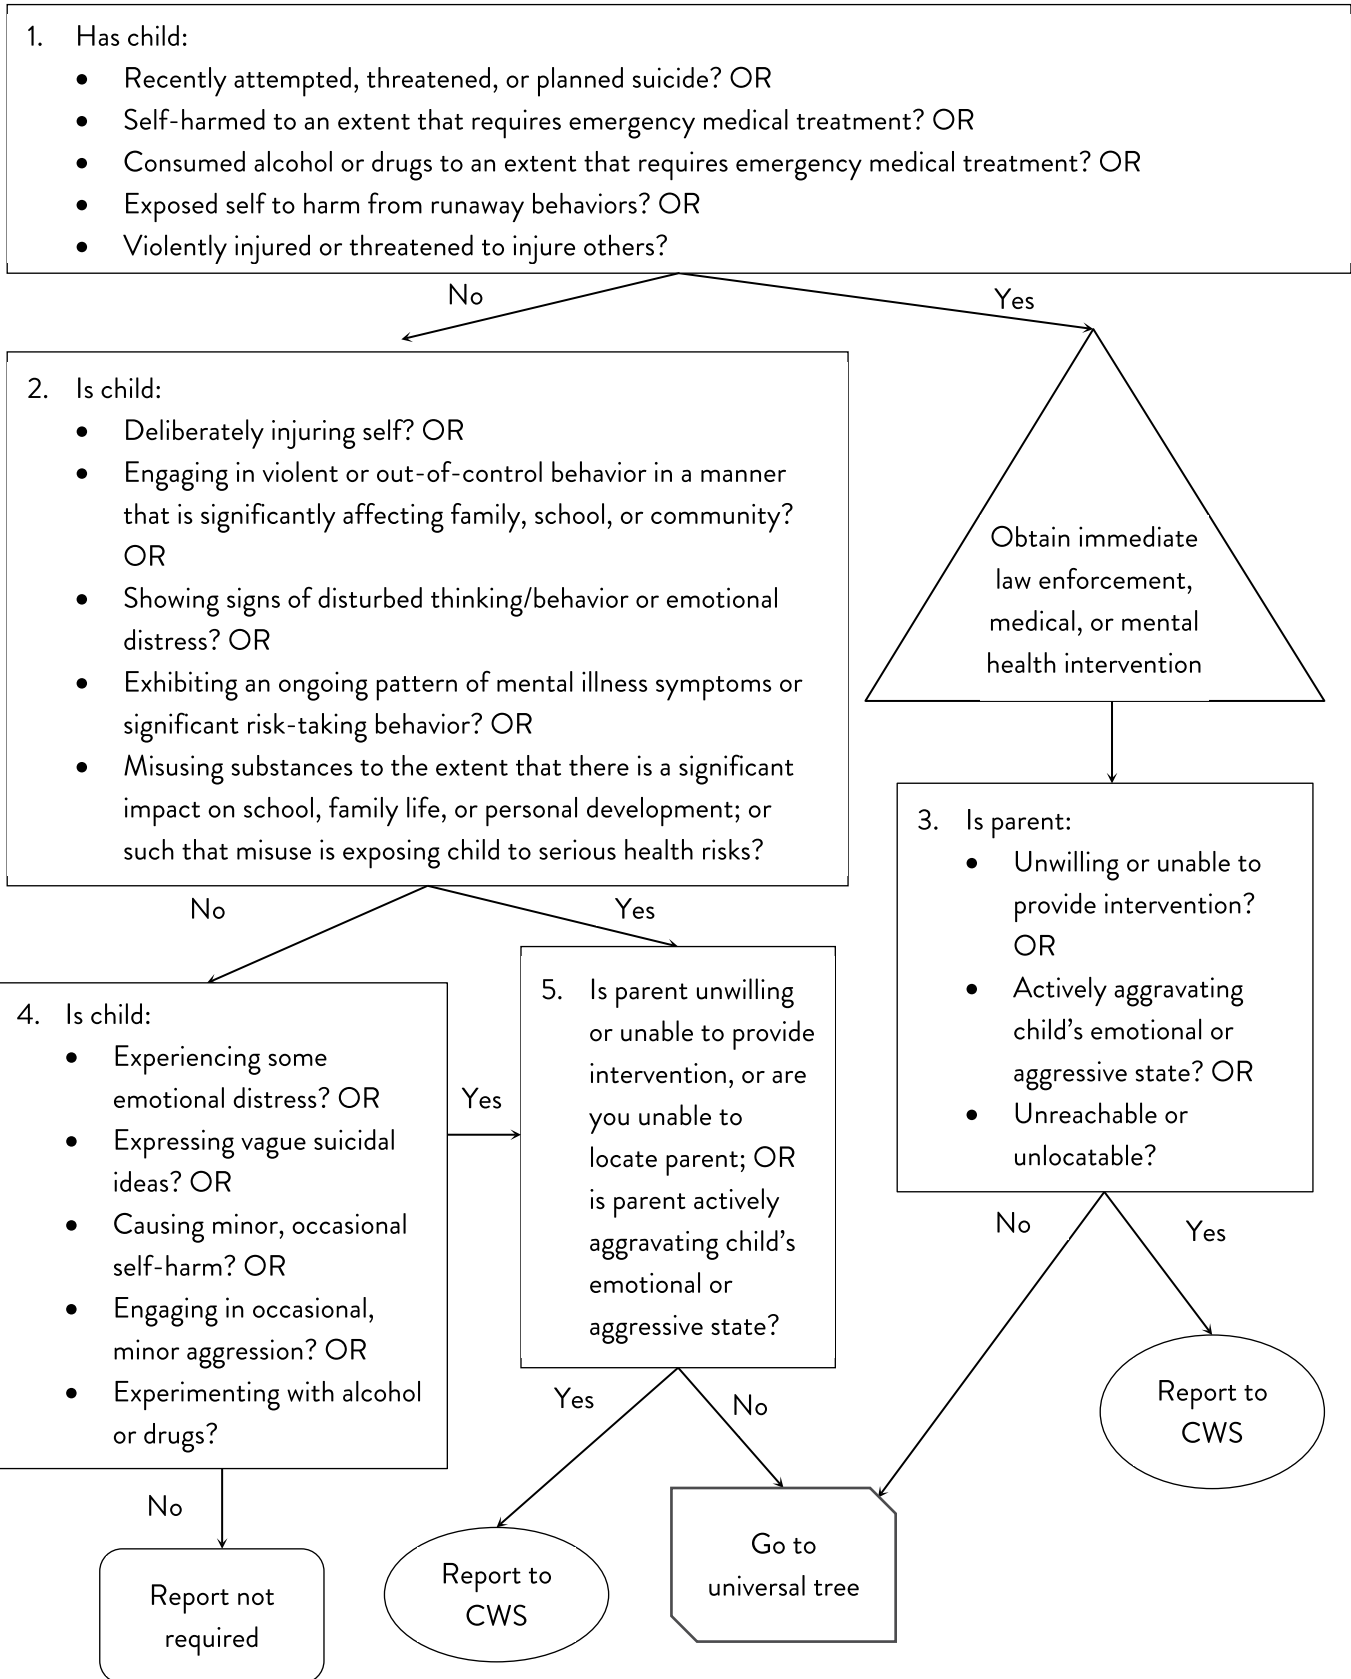 1. Has child:
• Recently attempted, threatened, or planned suicide? OR
• Self-harmed to an extent that requires emergency medical treatment? OR
• Consumed alcohol or drugs to an extent that requires emergency medical treatment? OR
• Exposed self to harm from runaway behaviors? OR
• Violently injured or threatened to injure others?
No
Yes
2. Is child:
• Deliberately injuring self? OR
• Engaging in violent or out-of-control behavior in a manner
that is significantly affecting family, school, or community?
OR
• Showing signs of disturbed thinking/behavior or emotional
distress? OR
• Exhibiting an ongoing pattern of mental illness symptoms or
significant risk-taking behavior? OR
• Misusing substances to the extent that there is a significant
impact on school, family life, or personal development; or
such that misuse is exposing child to serious health risks?
Obtain immediate
law enforcement,
medical, or mental
health intervention
3. Is parent:
• Unwilling or unable to
provide intervention?
OR
• Actively aggravating
child's emotional or
aggressive state? OR
• Unreachable or
unlocatable?
No
Yes
4. Is child:
• Experiencing some
emotional distress? OR
• Expressing vague suicidal
ideas? OR
• Causing minor, occasional
self-harm? OR
• Engaging in occasional,
minor aggression? OR
• Experimenting with alcohol
or drugs?
Yes
5. Is parent unwilling
or unable to provide
intervention, or are
you unable to
locate parent; OR
is parent actively
aggravating child's
emotional or
aggressive state?
No
Yes
Report to
CWS
Yes
No
No
Report not
required
Report to
CWS
Go to
universal tree